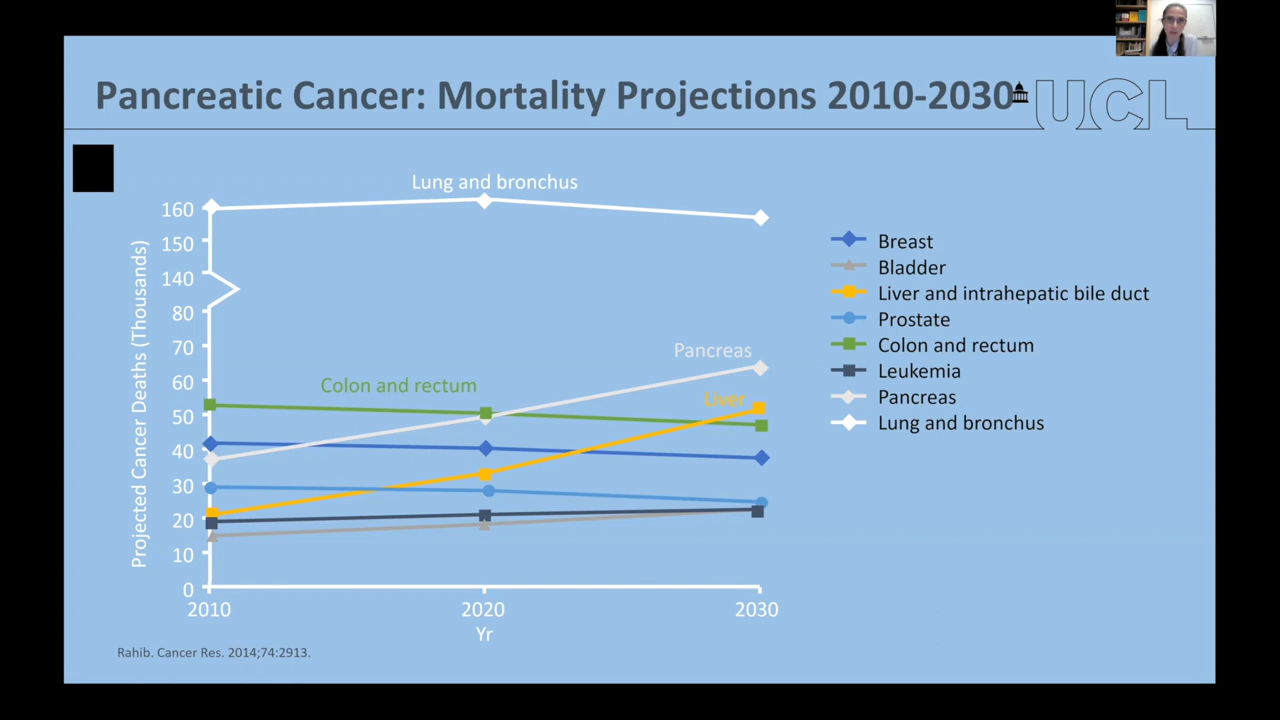 Pancreatic Cancer: Mortality Projections 2010-2030
UCL
Lung and bronchus
160
150
140
80
70
60
50
40
30
20
10
0
Projected Cancer Deaths (Thousands)
Pancreas
Colon and rectum
Liver
2010
2020
2030
Yr
Breast
Bladder
Liver and intrahepatic bile duct
Prostate
Colon and rectum
Leukemia
Pancreas
Lung and bronchus
Rahib. Cancer Res. 2014;74:2913.